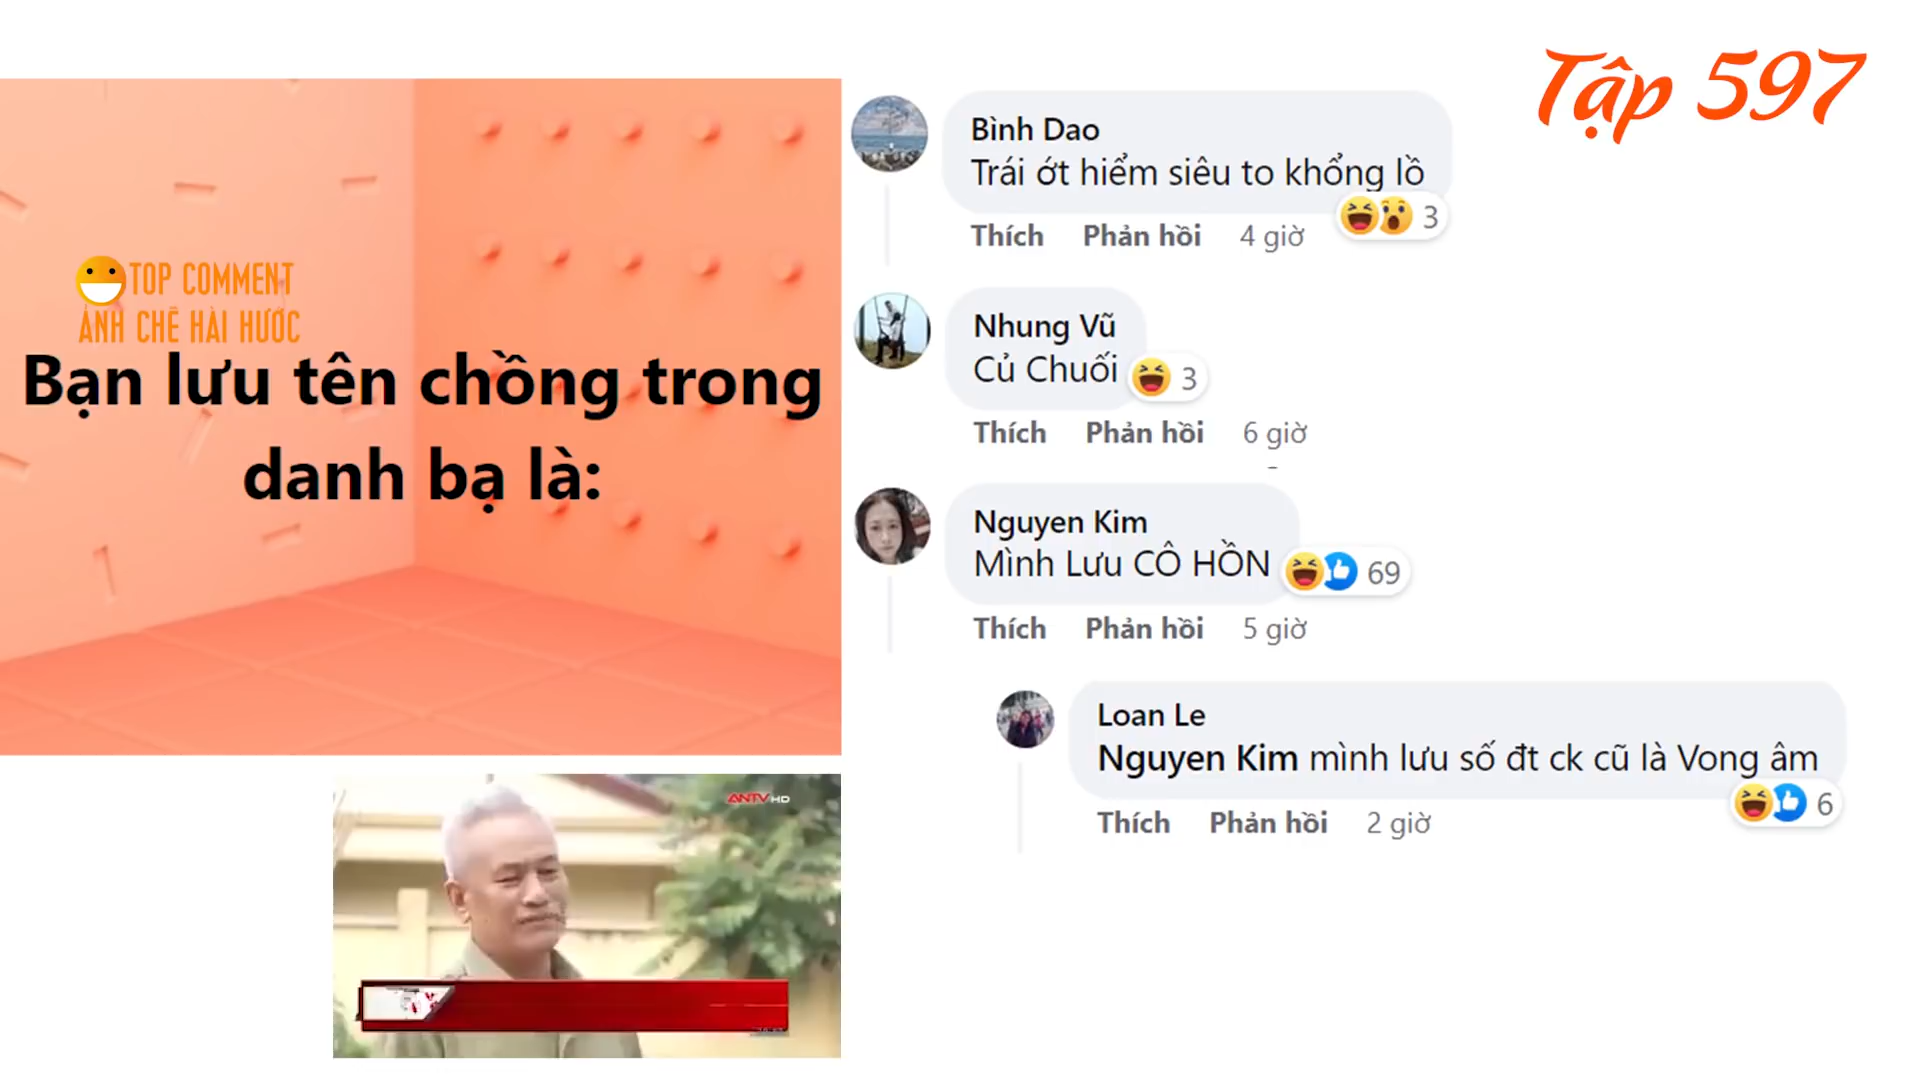 Tập 597
TOP COMMENT
ẢNH CHẾ HÀI HƯỚC
Bạn lưu tên chồng trong
danh bạ là:
Bình Dao
Trái ớt hiểm siêu to khổng lồ
3
Thích Phản hồi 4 giờ
Nhung Vũ
Củ Chuối
3
Thích Phản hồi 6 giờ
Nguyen Kim
Mình Lưu CÔ HỒN
69
Thích Phản hồi 5 giờ
Loan Le
Nguyen Kim mình lưu số đt ck cũ là Vong âm
6
Thích Phản hồi 2 giờ
ANTV HD